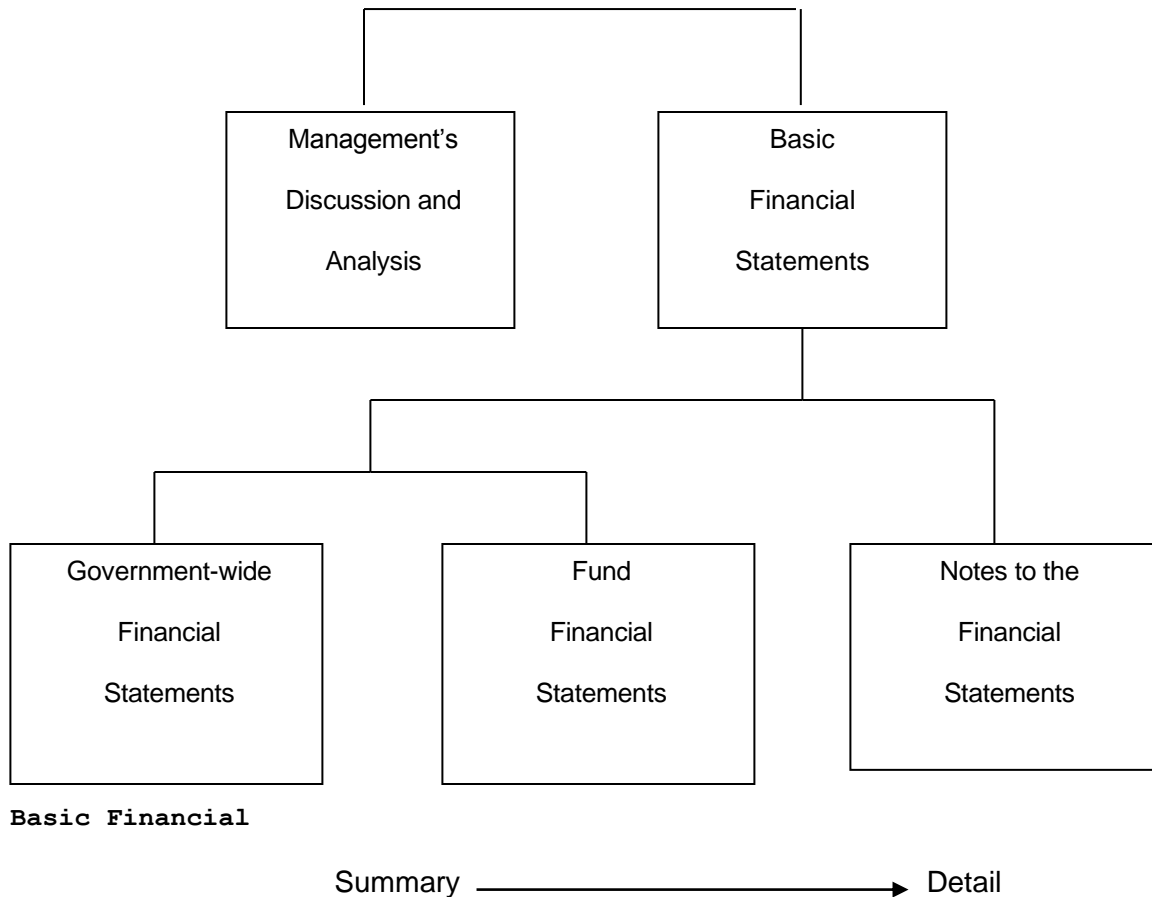 Management’s
Discussion and
Analysis
Basic
Financial
Statements
Government-wide
Financial
Statements
Fund
Financial
Statements
Notes to the
Financial
Statements
Basic Financial
Summary
Detail